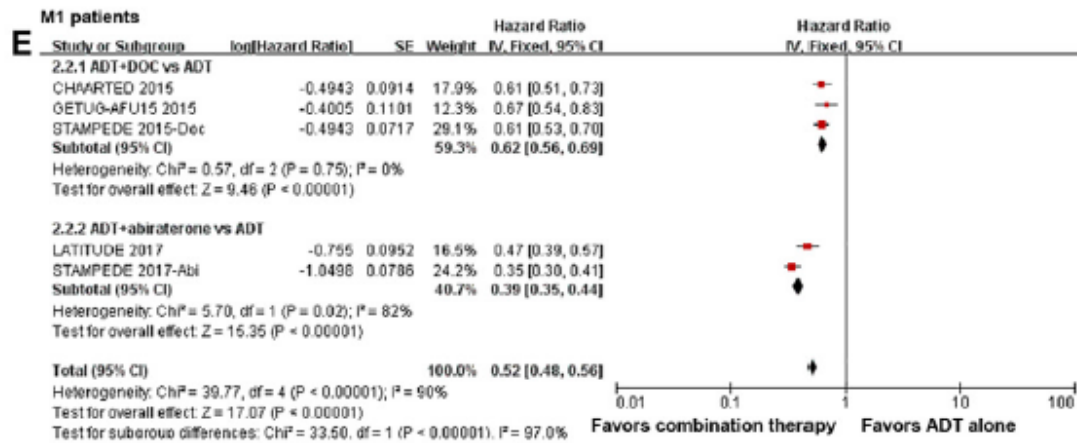 M1 patients
E
Hazard Ratio Hazard Ratio
Study or Subgroup log[Hazard Ratio] SE Weight IV, Fixed, 95% CI IV, Fixed, 95% CI
2.2.1 ADT+DOC vs ADT
CHAARTED 2015 -0.4943 0.0914 17.9% 0.61 [0.51, 0.73]
GETUG-AFU15 2015 -0.4005 0.1101 12.3% 0.67 [0.54, 0.83]
STAMPEDE 2015-Doc -0.4943 0.0717 29.1% 0.61 [0.53, 0.70]
Subtotal (95% CI) 59.3% 0.62 [0.56, 0.69]
Heterogeneity: Chi² = 0.57, df = 2 (P = 0.75); I² = 0%
Test for overall effect: Z = 9.46 (P < 0.00001)
2.2.2 ADT+abiraterone vs ADT
LATITUDE 2017 -0.755 0.0952 16.5% 0.47 [0.39, 0.57]
STAMPEDE 2017-Abi -1.0498 0.0786 24.2% 0.35 [0.30, 0.41]
Subtotal (95% CI) 40.7% 0.39 [0.35, 0.44]
Heterogeneity: Chi² = 5.70, df = 1 (P = 0.02); I² = 82%
Test for overall effect: Z = 15.35 (P < 0.00001)
Total (95% CI) 100.0% 0.52 [0.48, 0.56]
Heterogeneity: Chi² = 39.77, df = 4 (P < 0.00001); I² = 90%
Test for overall effect: Z = 17.07 (P < 0.00001)
Test for subgroup differences: Chi² = 33.50, df = 1 (P < 0.00001), I² = 97.0%
0.01 0.1 1 10 100
Favors combination therapy Favors ADT alone